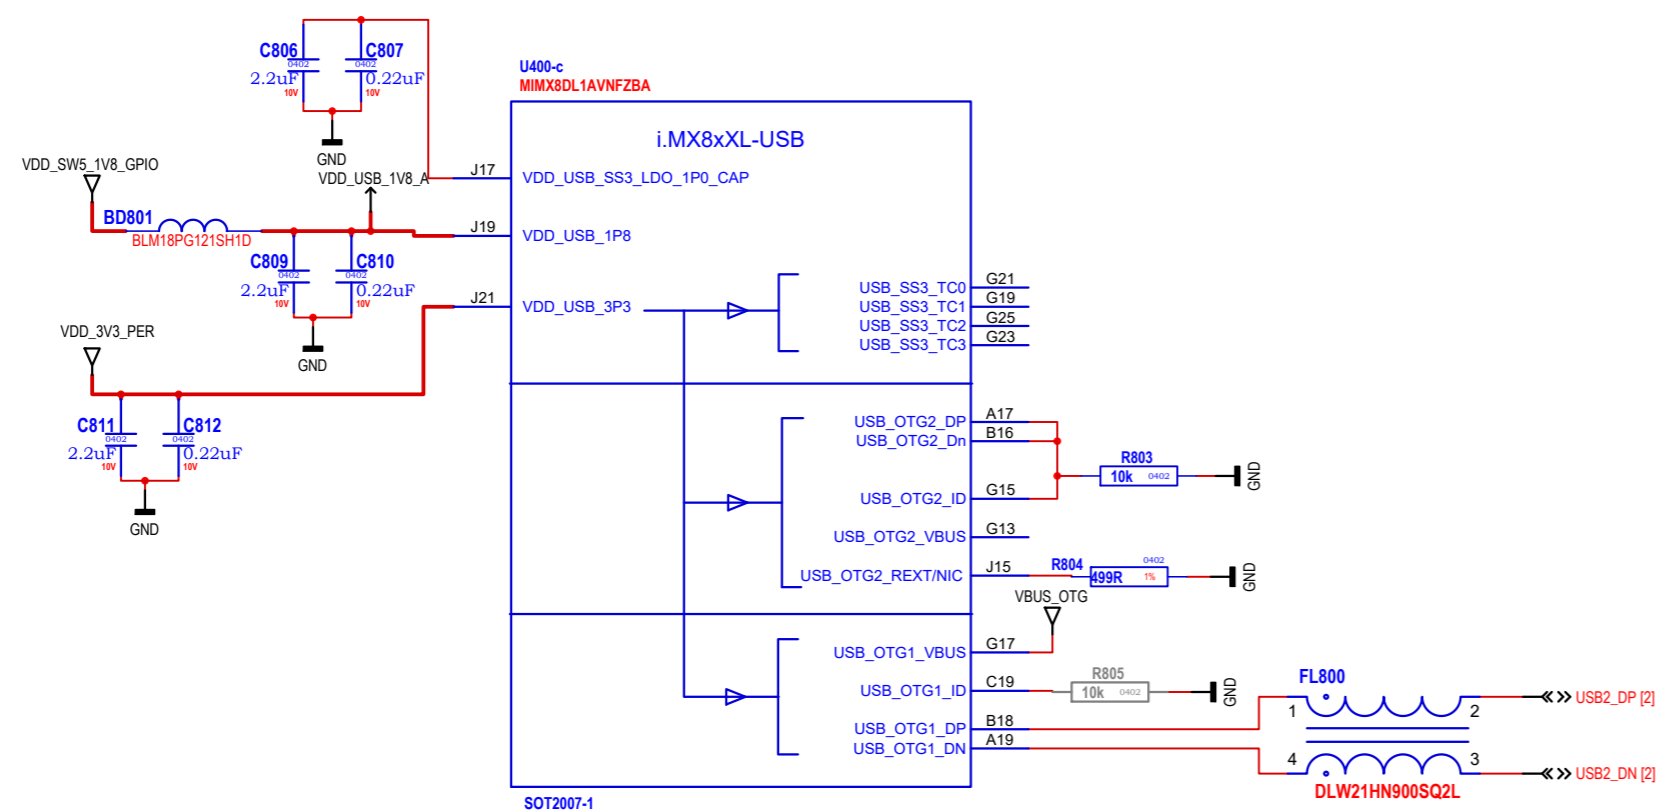 C806
0402
2.2uF
10V
C807
0402
0.22uF
10V
GND
U400-c
MIMX8DL1AVNFZBA
i.MX8xXL-USB
VDD_SW5_1V8_GPIO
VDD_USB_1V8_A
J17
VDD_USB_SS3_LDO_1P0_CAP
BD801
BLM18PG121SH1D
J19
VDD_USB_1P8
C809
0402
2.2uF
10V
C810
0402
0.22uF
10V
GND
J21
VDD_USB_3P3
VDD_3V3_PER
C811
0402
2.2uF
10V
C812
0402
0.22uF
10V
GND
USB_SS3_TC0
G21
USB_SS3_TC1
G19
USB_SS3_TC2
G25
USB_SS3_TC3
G23
USB_OTG2_DP
A17
USB_OTG2_Dn
B16
R803
10k
0402
GND
USB_OTG2_ID
G15
USB_OTG2_VBUS
G13
USB_OTG2_REXT/NIC
J15
R804
0402
499R
1%
GND
VBUS_OTG
USB_OTG1_VBUS
G17
USB_OTG1_ID
C19
R805
10k
0402
GND
USB_OTG1_DP
B18
USB_OTG1_DN
A19
FL800
1
2
4
3
DLW21HN900SQ2L
USB2_DP [2]
USB2_DN [2]
SOT2007-1